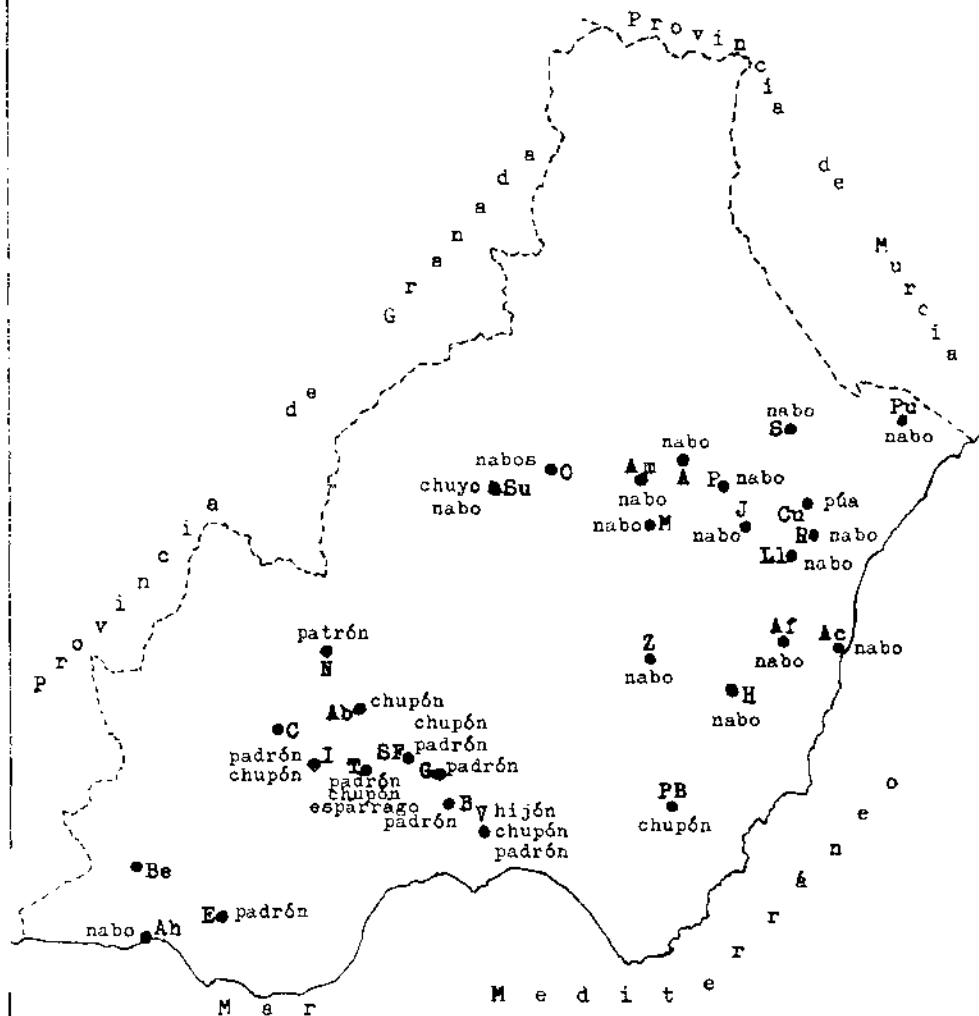 Provincia de Murcia
Provincia de Granada
nabo
S
Pu
nabo
nabo
A
nabos
O
Am
nabo
chuyo
nabo
Su
P
nabo
púa
Cu
nabo
M
J
nabo
R
nabo
Ll
nabo
patrón
N
Z
nabo
Af
nabo
Ac
nabo
H
nabo
Ab
chupón
C
chupón
padrón
SF
padrón
chupón
I
T
padrón
chupón
espárrago
G
padrón
B
padrón
V
hijón
chupón
padrón
PB
chupón
Be
E
padrón
nabo
Ah
Mar Mediterráneo